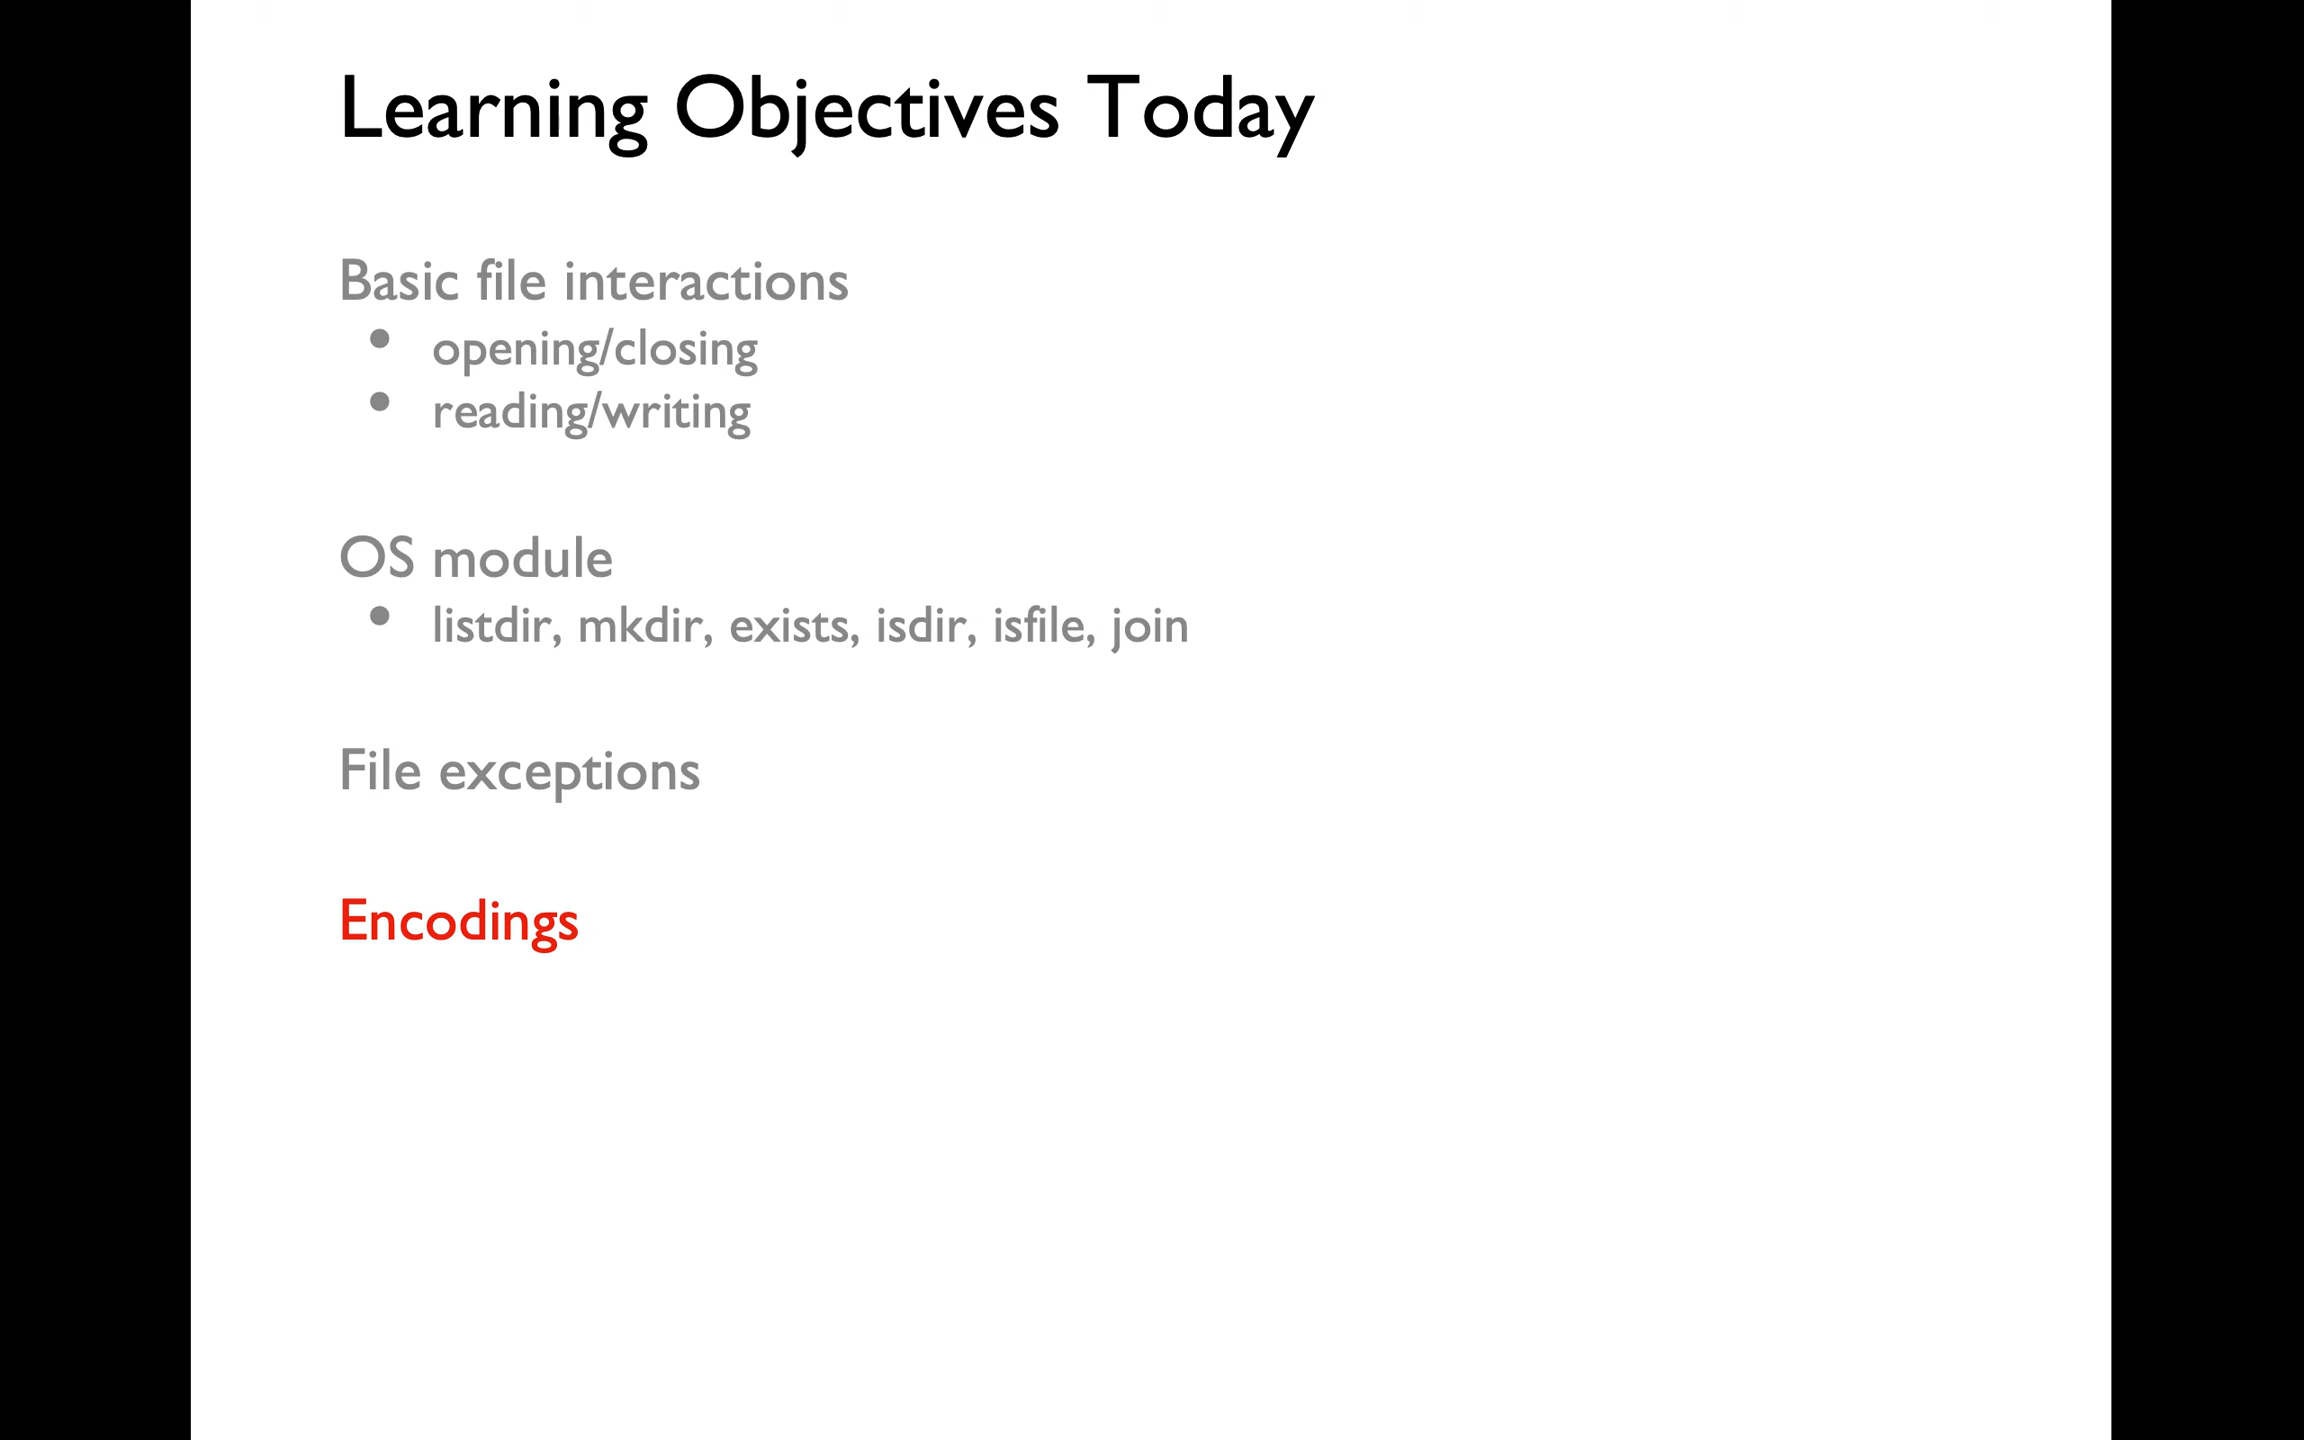 Learning Objectives Today
Basic file interactions
• opening/closing
• reading/writing
OS module
• listdir, mkdir, exists, isdir, isfile, join
File exceptions
Encodings